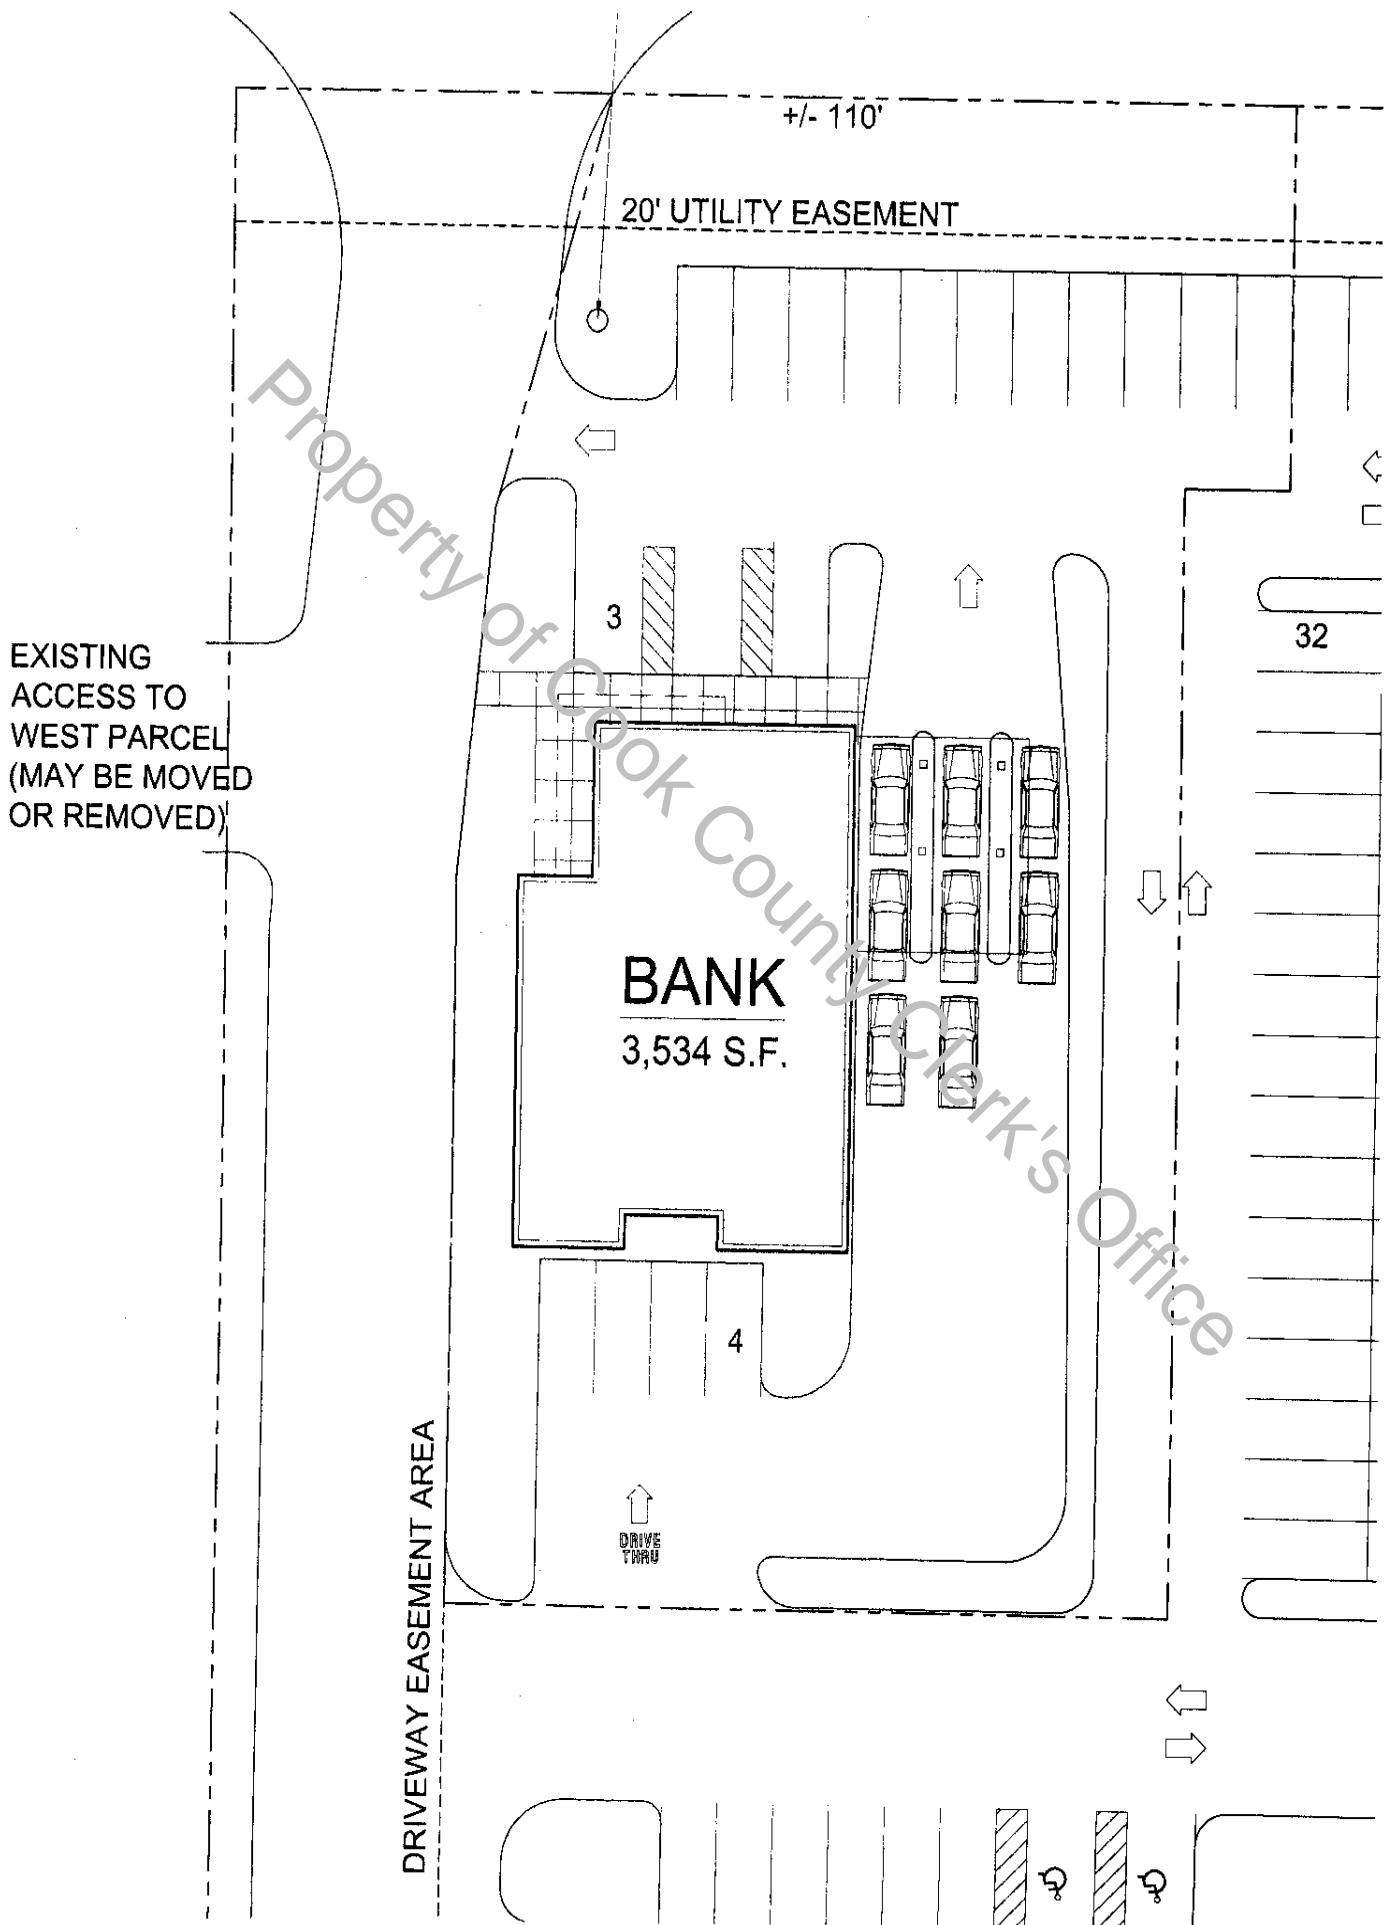 +/- 110'
20' UTILITY EASEMENT
3
32
EXISTING
ACCESS TO
WEST PARCEL
(MAY BE MOVED
OR REMOVED)
BANK
3,534 S.F.
4
DRIVE
THRU
DRIVEWAY EASEMENT AREA
Property of Cook County Clerk's Office